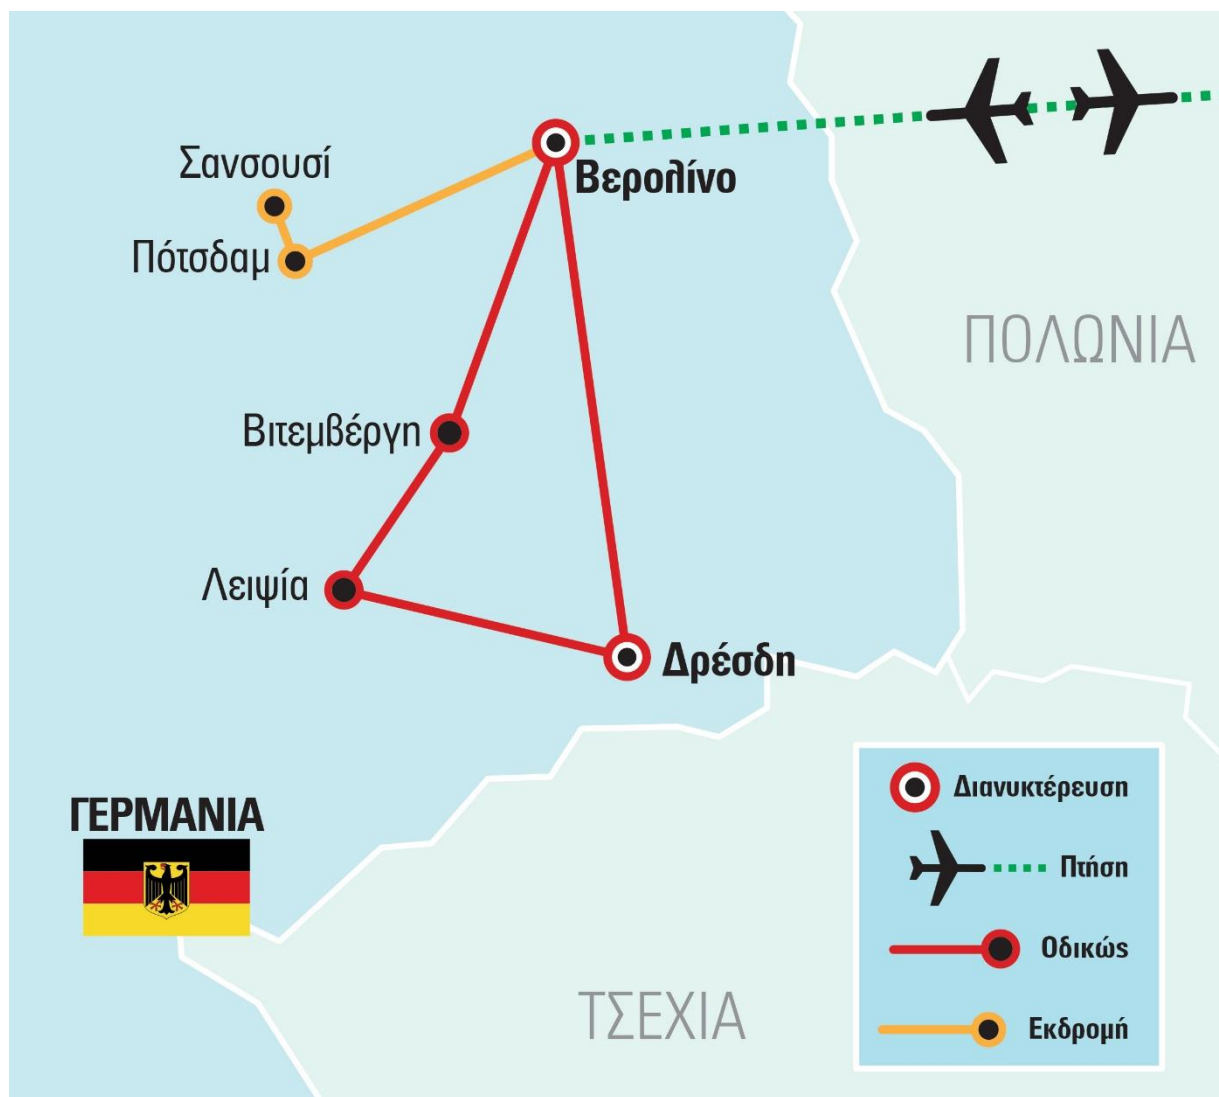 Σανσουσί
Βερολίνο
Πότσδαμ
ΠΟΛΩΝΙΑ
Βιτεμβέργη
Λειψία
Δρέσδη
ΓΕΡΜΑΝΙΑ
ΤΣΕΧΙΑ
Διανυκτέρευση
Πτήση
Οδικώς
Εκδρομή